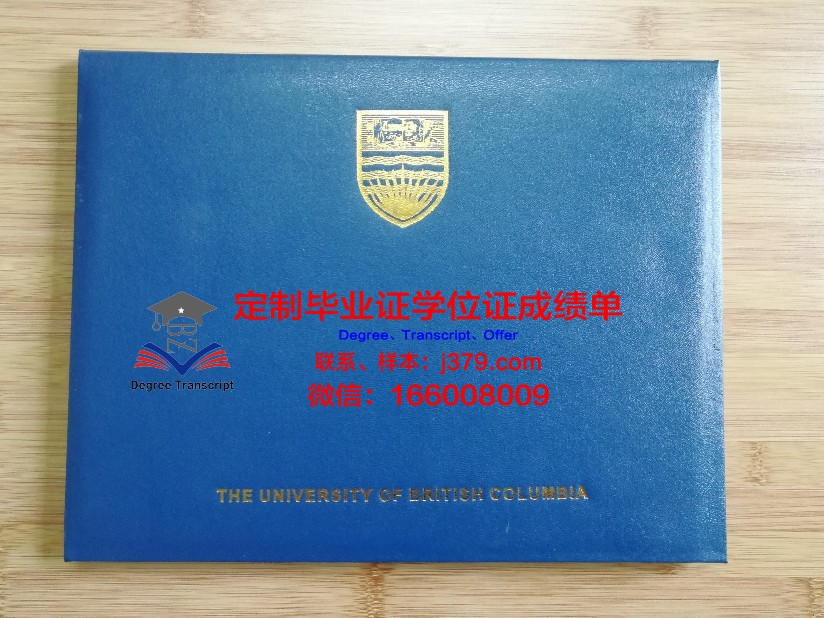 定制毕业证学位证成绩单
Degree、Transcript、Offer
联系、样本：j379.com
微信：166008009
BZ
Degree Transcript
THE UNIVERSITY OF BRITISH COLUMBIA